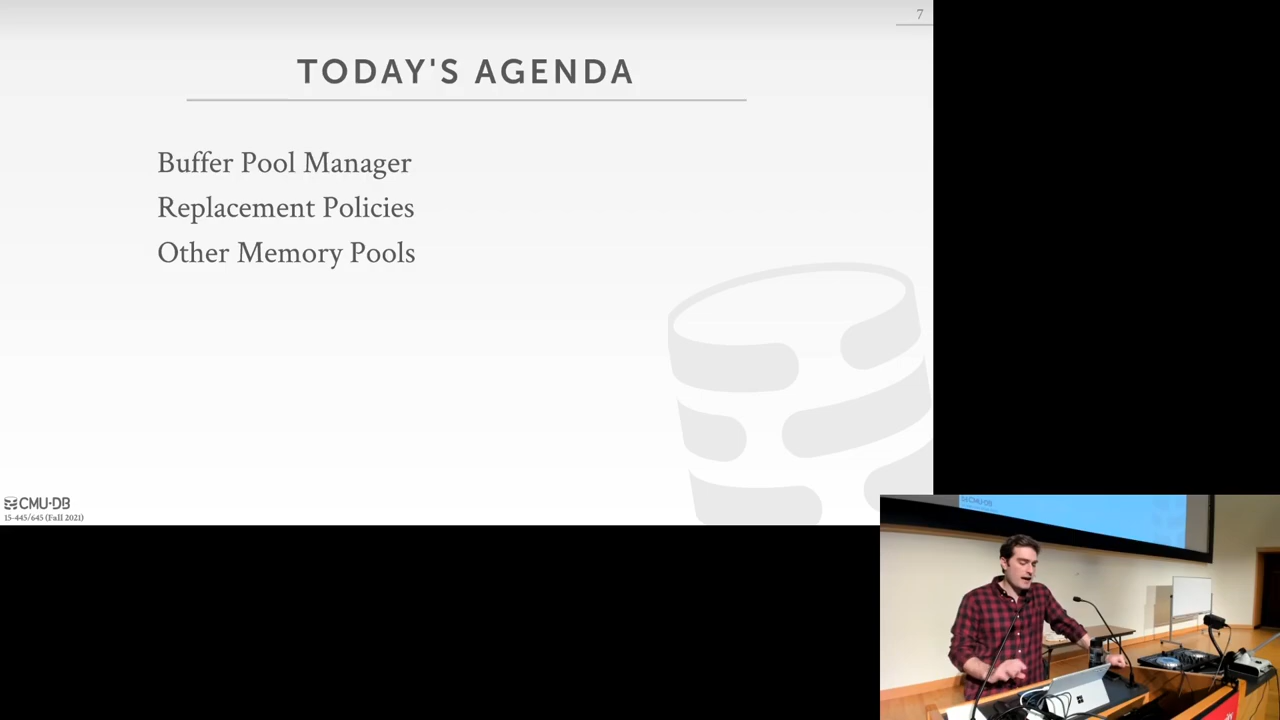 7
TODAY'S AGENDA
Buffer Pool Manager
Replacement Policies
Other Memory Pools
CMU·DB
15-445/645 (Fall 2021)